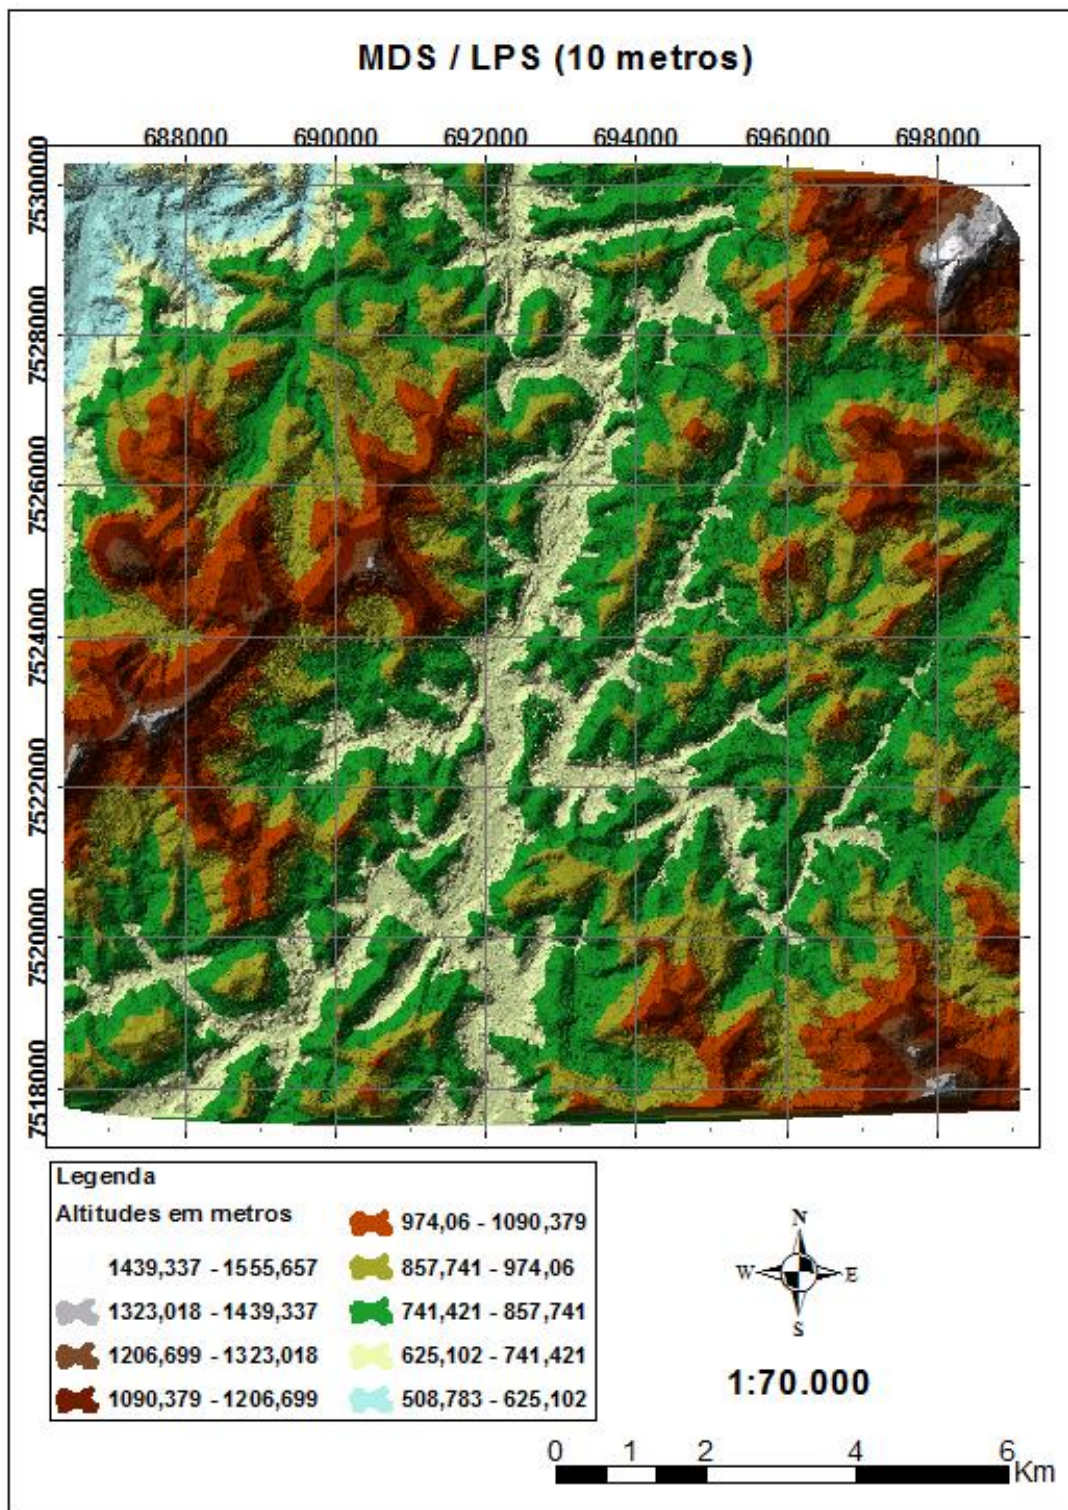 MDS / LPS (10 metros)
688000 690000 692000 694000 696000 698000
7530000
7528000
7526000
7524000
7522000
7520000
7518000
Legenda
Altitudes em metros
1439,337 - 1555,657
1323,018 - 1439,337
1206,699 - 1323,018
1090,379 - 1206,699
974,06 - 1090,379
857,741 - 974,06
741,421 - 857,741
625,102 - 741,421
508,783 - 625,102
N
W E
S
1:70.000
0 1 2 4 6
Km